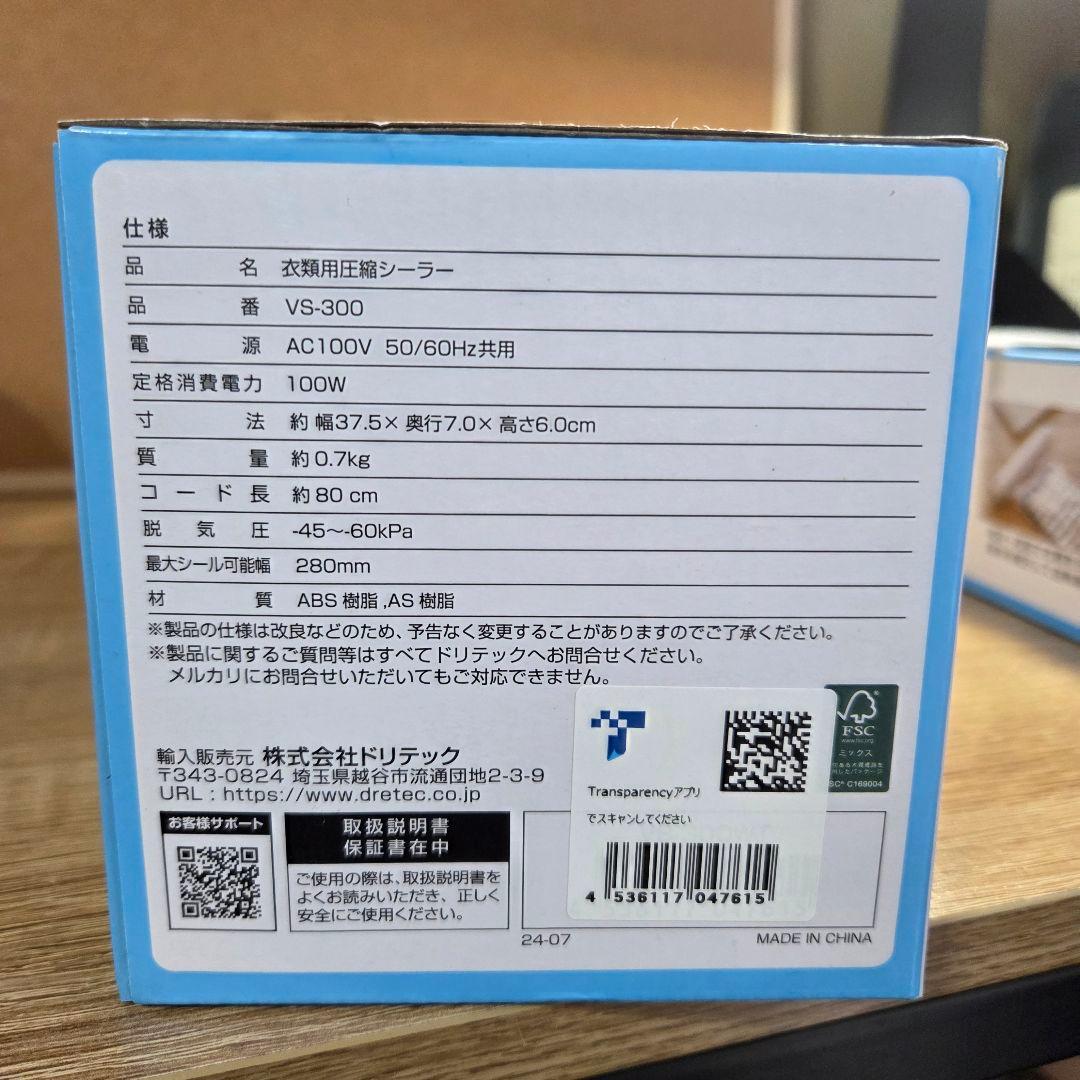 仕様
品名 衣類用圧縮シーラー
品番 VS-300
電源 AC100V 50/60Hz共用
定格消費電力 100W
寸法 約 幅37.5× 奥行7.0× 高さ6.0cm
質量 約0.7kg
コード長 約80 cm
脱気圧 -45〜-60kPa
最大シール可能幅 280mm
材質 ABS 樹脂 ,AS 樹脂
※製品の仕様は改良などのため、予告なく変更することがありますのでご了承ください。
※製品に関するご質問等はすべてドリテックへお問合せください。
メルカリにお問合せいただいてもご対応できません。
輸入販売元 株式会社ドリテック
〒343-0824 埼玉県越谷市流通団地2-3-9
URL : https://www.dretec.co.jp
お客様サポート
取扱説明書
保証書在中
ご使用の際は、取扱説明書を
よくお読みいただき、正しく
安全にご使用ください。
Transparencyアプリ
でスキャンしてください
4 536117 047615
FSC
www.fsc.org
ミックス
C169004
24-07
MADE IN CHINA